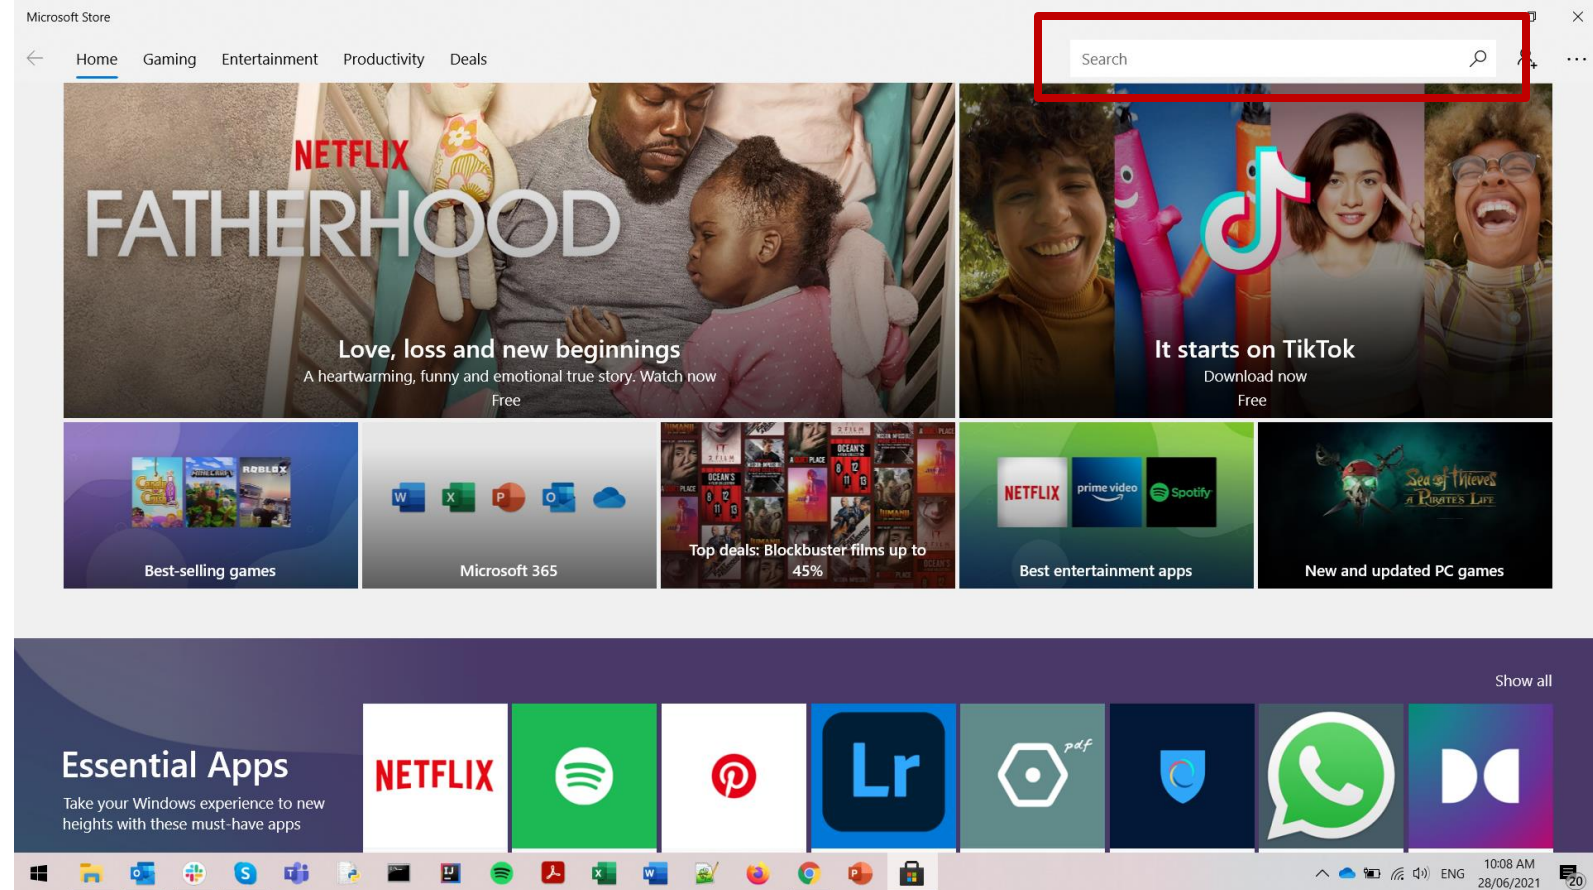 Microsoft Store
Home Gaming Entertainment Productivity Deals
Search
NETFLIX
FATHERHOOD
Love, loss and new beginnings
A heartwarming, funny and emotional true story. Watch now
Free
It starts on TikTok
Download now
Free
ROBLOX
Best-selling games
Microsoft 365
Top deals: Blockbuster films up to
45%
NETFLIX
prime video
Spotify
Best entertainment apps
Sea of Thieves
A Pirate's Life
New and updated PC games
Show all
Essential Apps
Take your Windows experience to new
heights with these must-have apps
NETFLIX
Lr
pdf
10:08 AM
ENG
28/06/2021
20